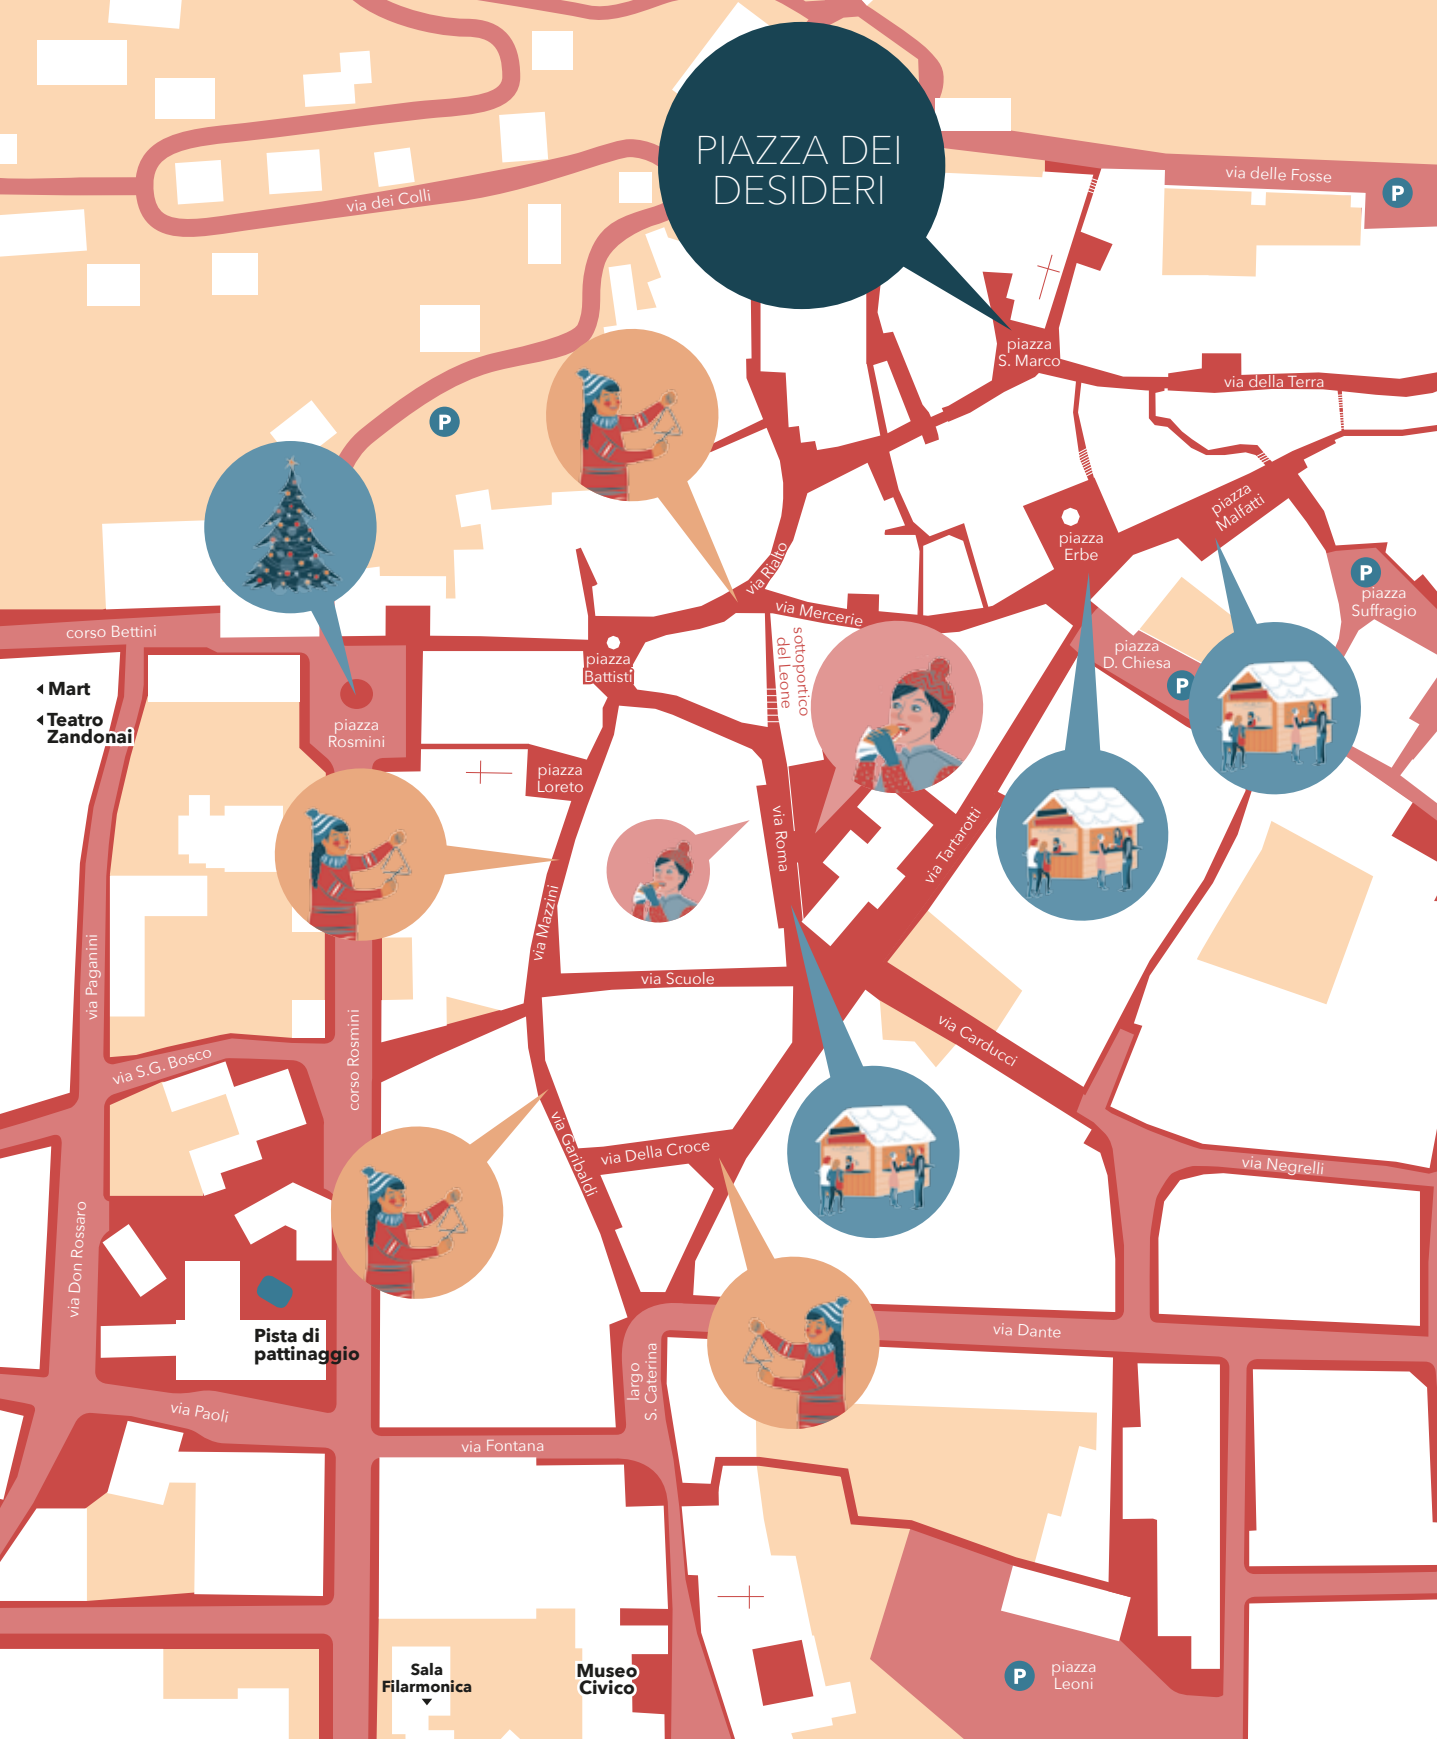 PIAZZA DEI
DESIDERI
via delle Fosse
P
via dei Colli
piazza
S. Marco
via della Terra
P
piazza
Malfatti
piazza
Erbe
via Rialto
P
piazza
Suffragio
via Mercerie
corso Bettini
sottoportico
del Leone
piazza
Battisti
piazza
D. Chiesa
P
Mart
Teatro
Zandonai
piazza
Rosmini
piazza
Loreto
via Roma
via Tartarotti
via Mazzini
via Paganini
via Scuole
corso Rosmini
via Carducci
via S.G. Bosco
via Garibaldi
via Della Croce
via Negrelli
via Don Rossaro
via Dante
Pista di
pattinaggio
largo
S. Caterina
via Paoli
via Fontana
Sala
Filarmonica
Museo
Civico
P
piazza
Leoni